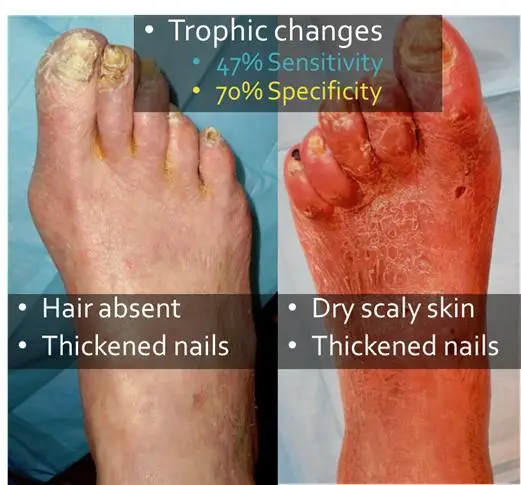 • Trophic changes
• 47% Sensitivity
• 70% Specificity
• Hair absent
• Thickened nails
• Dry scaly skin
• Thickened nails